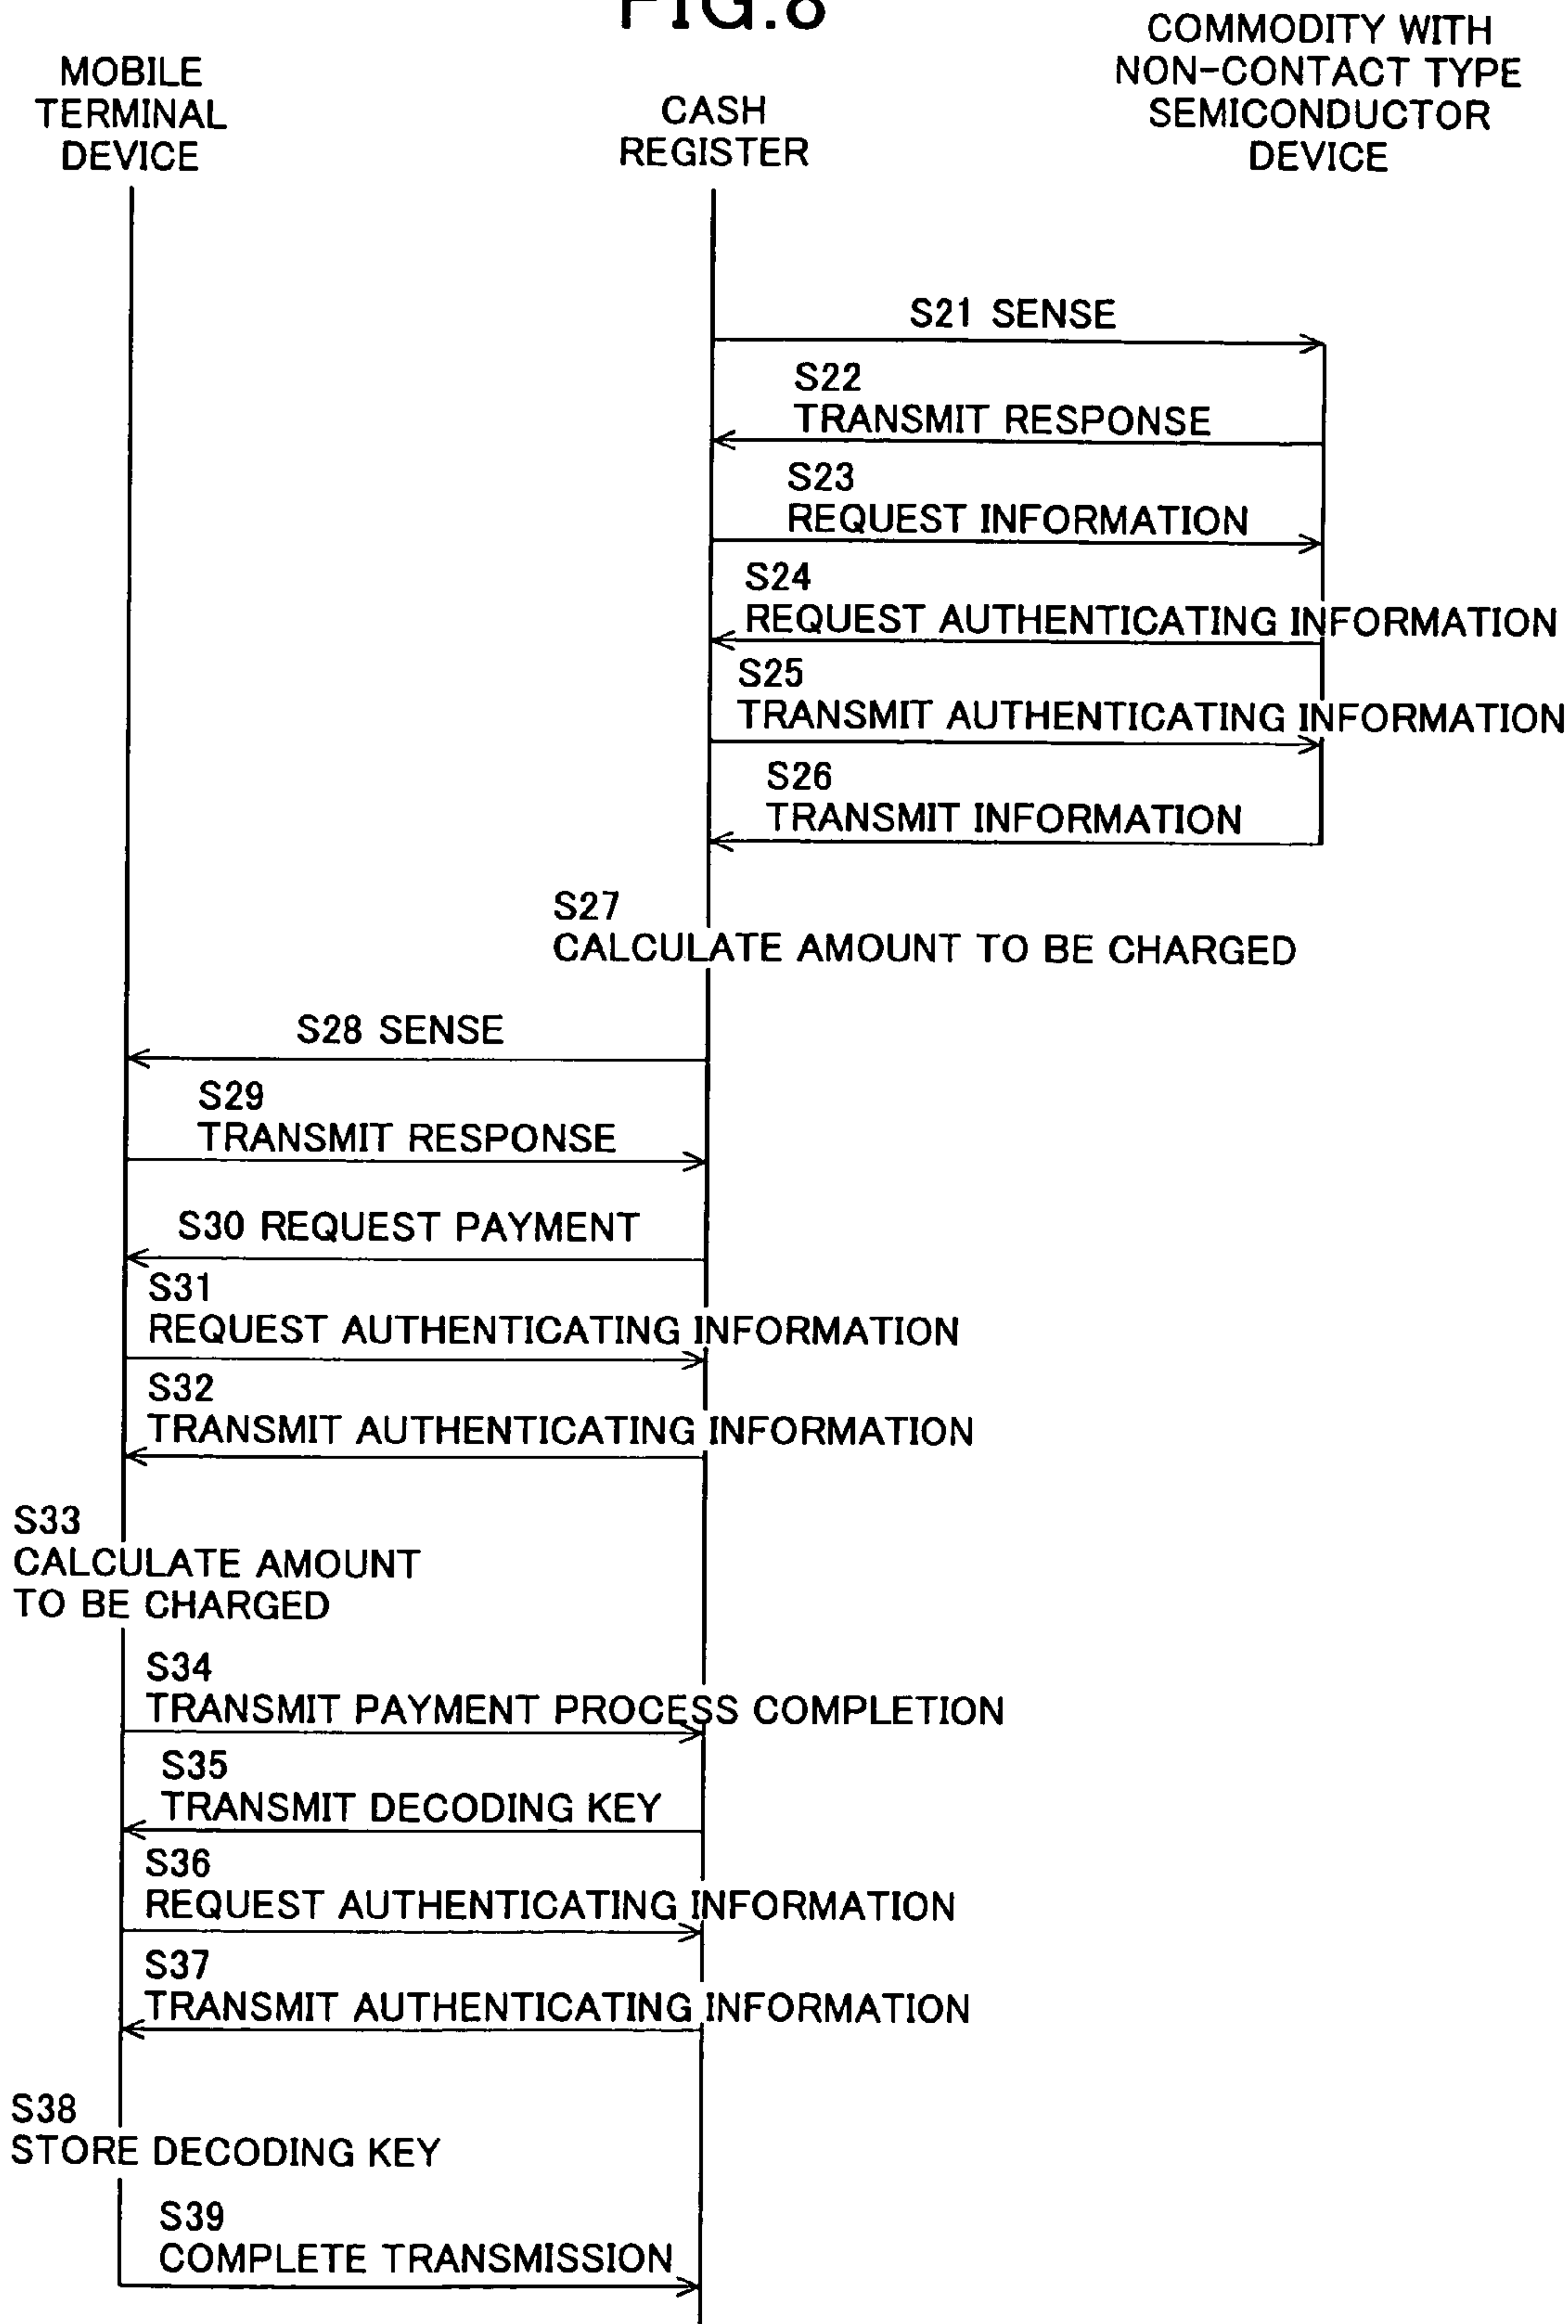 FIG.8
MOBILE
TERMINAL
DEVICE
CASH
REGISTER
COMMODITY WITH
NON-CONTACT TYPE
SEMICONDUCTOR
DEVICE
S21 SENSE
S22
TRANSMIT RESPONSE
S23
REQUEST INFORMATION
S24
REQUEST AUTHENTICATING INFORMATION
S25
TRANSMIT AUTHENTICATING INFORMATION
S26
TRANSMIT INFORMATION
S27
CALCULATE AMOUNT TO BE CHARGED
S28 SENSE
S29
TRANSMIT RESPONSE
S30 REQUEST PAYMENT
S31
REQUEST AUTHENTICATING INFORMATION
S32
TRANSMIT AUTHENTICATING INFORMATION
S33
CALCULATE AMOUNT
TO BE CHARGED
S34
TRANSMIT PAYMENT PROCESS COMPLETION
S35
TRANSMIT DECODING KEY
S36
REQUEST AUTHENTICATING INFORMATION
S37
TRANSMIT AUTHENTICATING INFORMATION
S38
STORE DECODING KEY
S39
COMPLETE TRANSMISSION